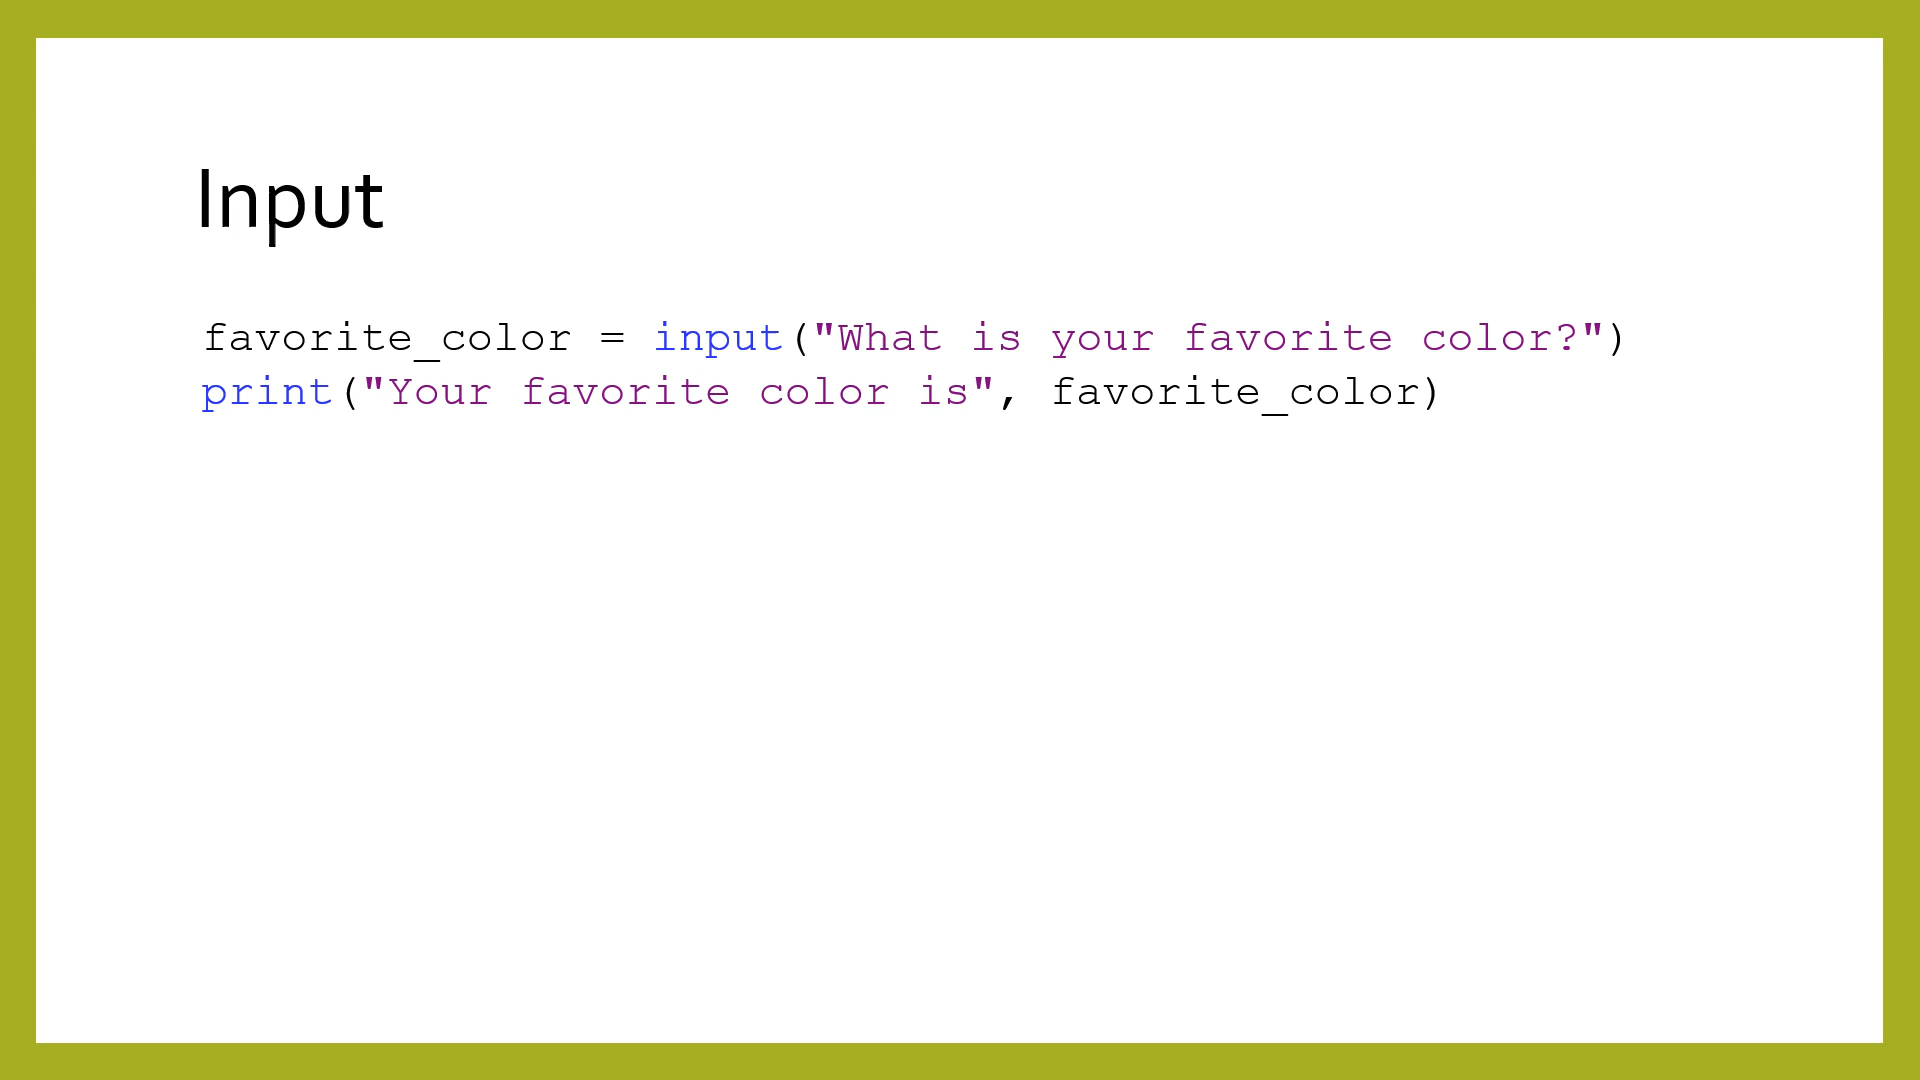 Input
favorite_color = input("What is your favorite color?")
print("Your favorite color is", favorite_color)